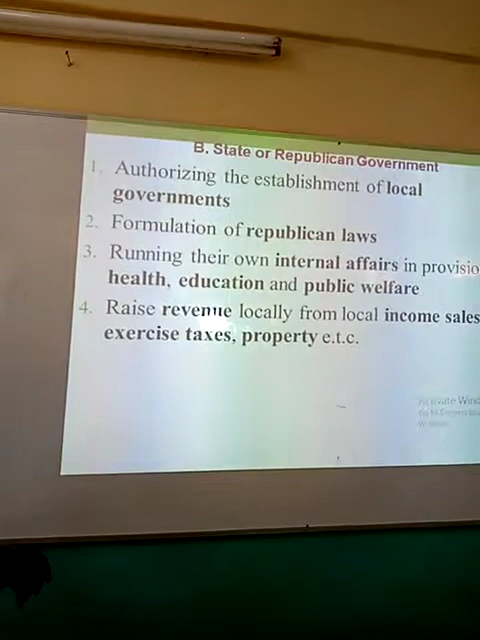 B. State or Republican Government
1. Authorizing the establishment of local
governments
2. Formulation of republican laws
3. Running their own internal affairs in provisio
health, education and public welfare
4. Raise revenue locally from local income sales
exercise taxes, property e.t.c.
Activate Wind